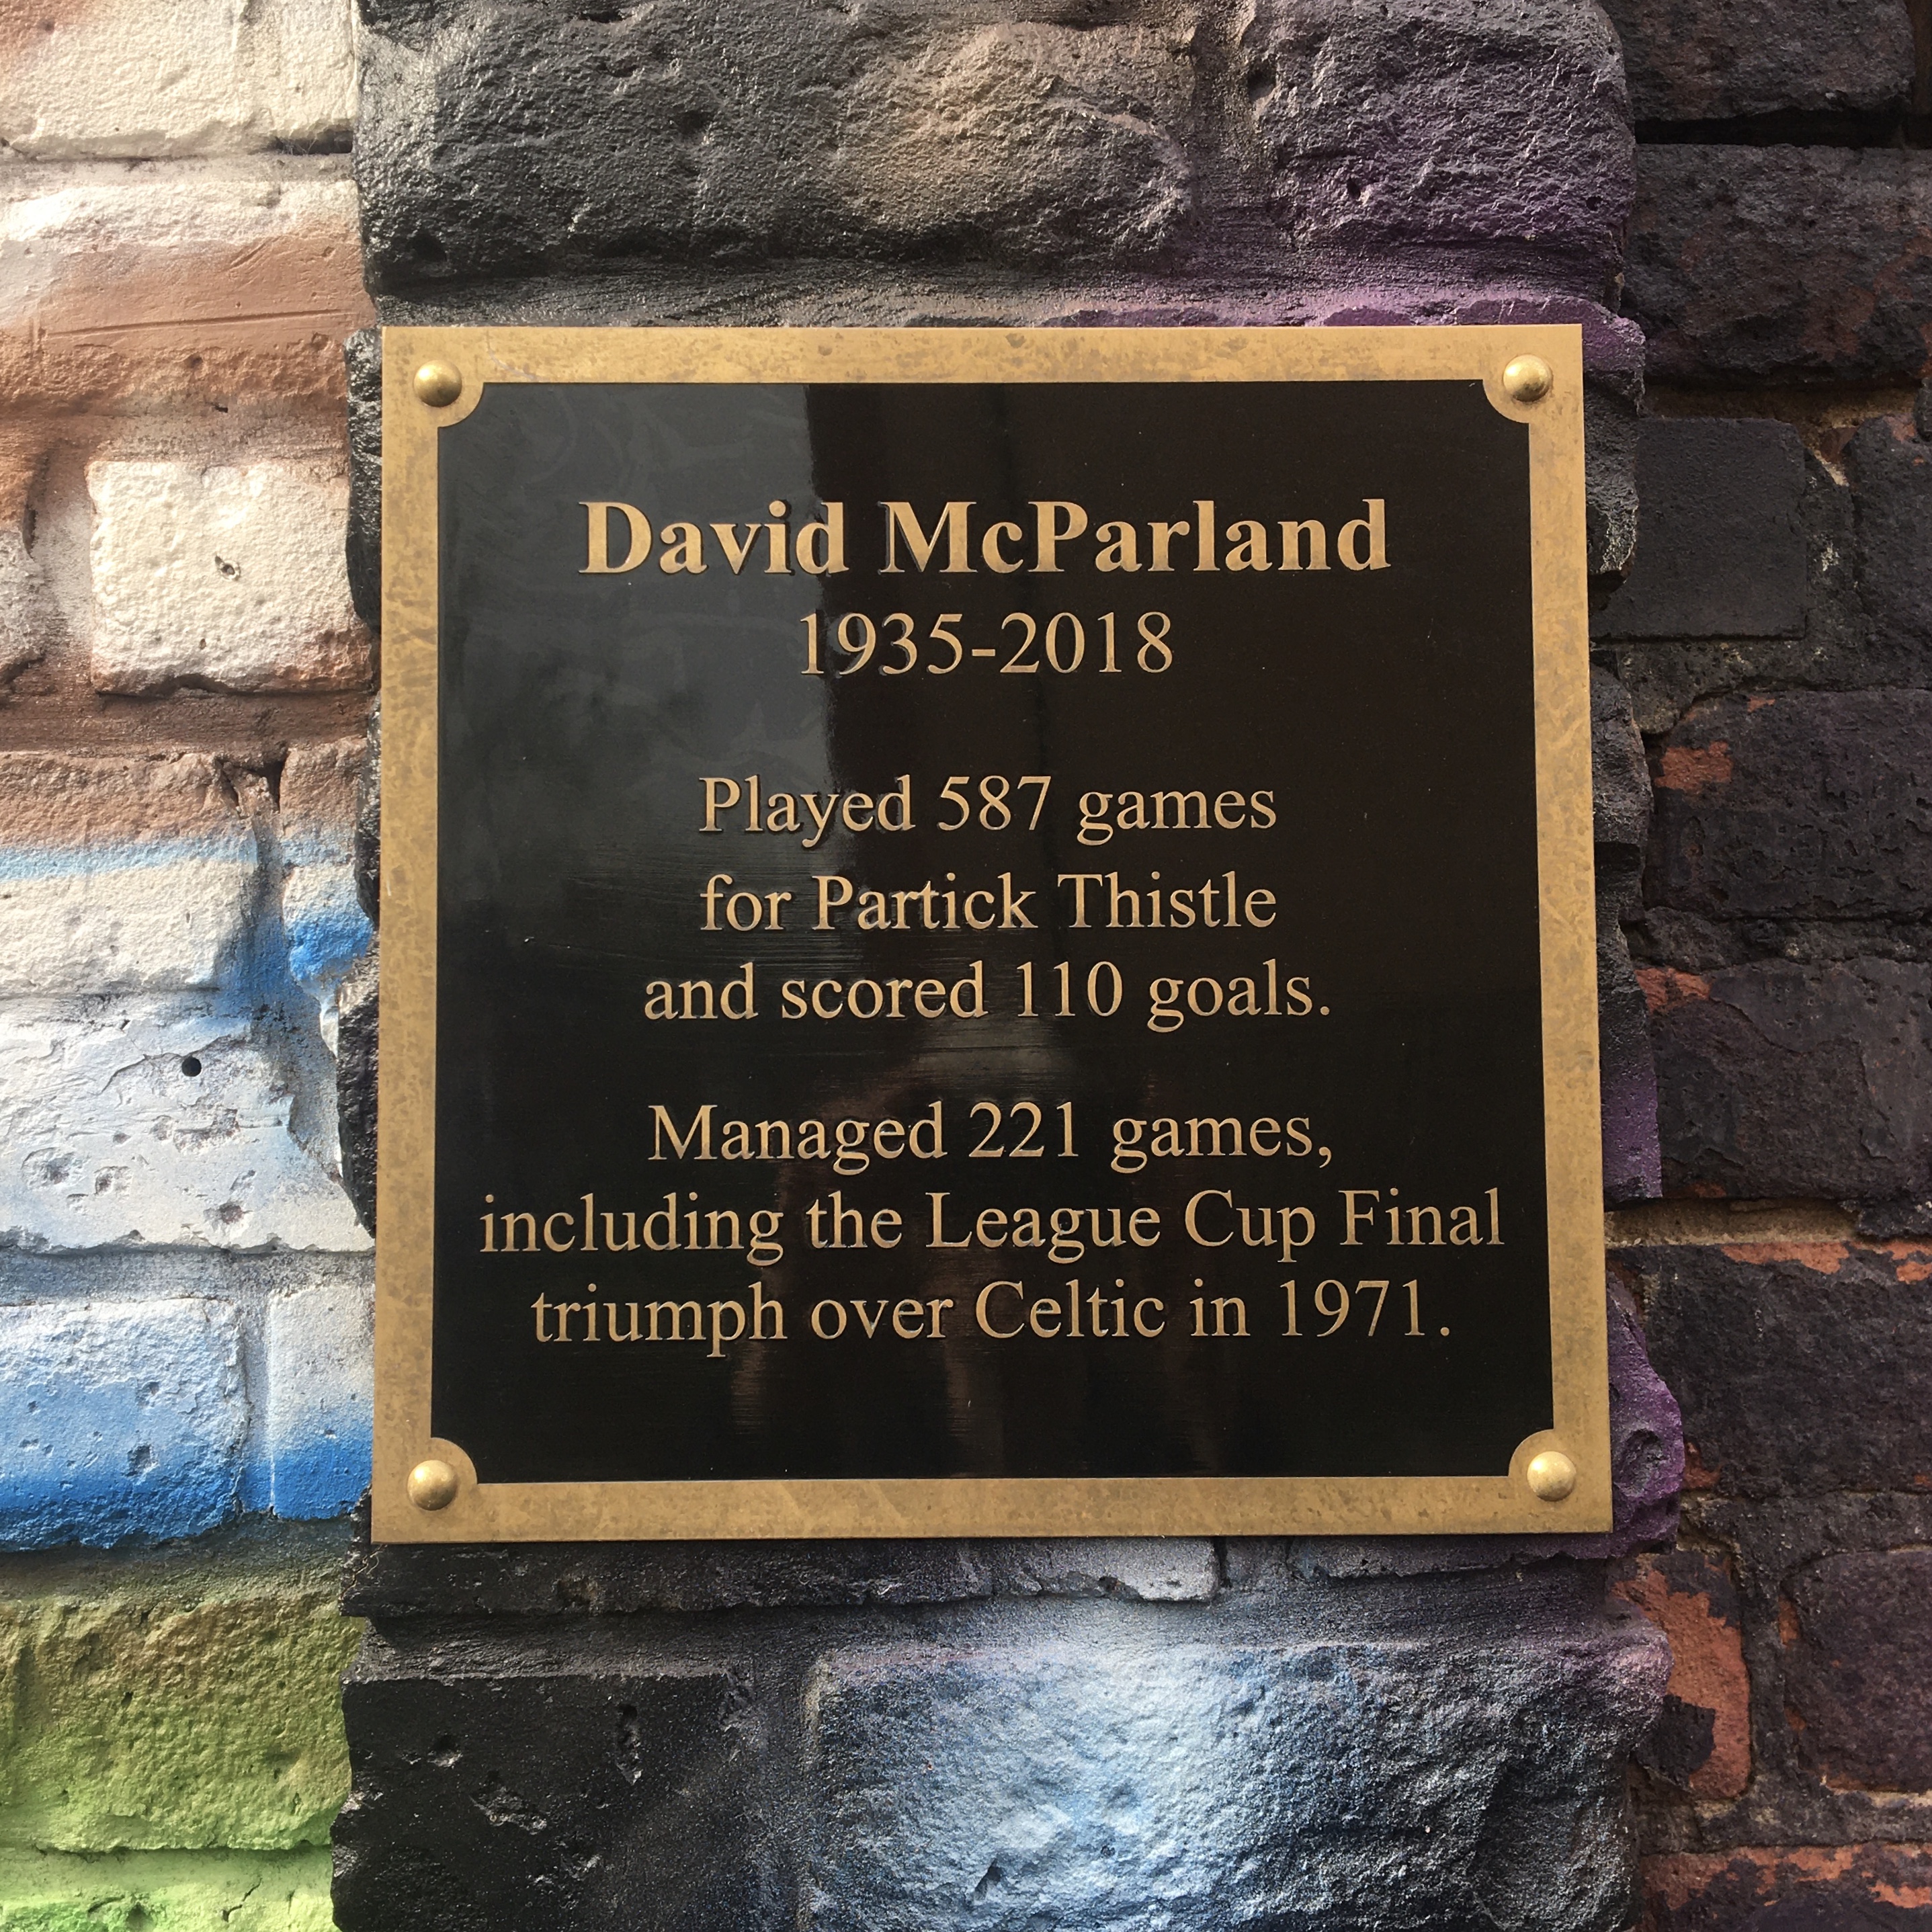 David McParland
1935-2018
Played 587 games
for Partick Thistle
and scored 110 goals.
Managed 221 games,
including the League Cup Final
triumph over Celtic in 1971.